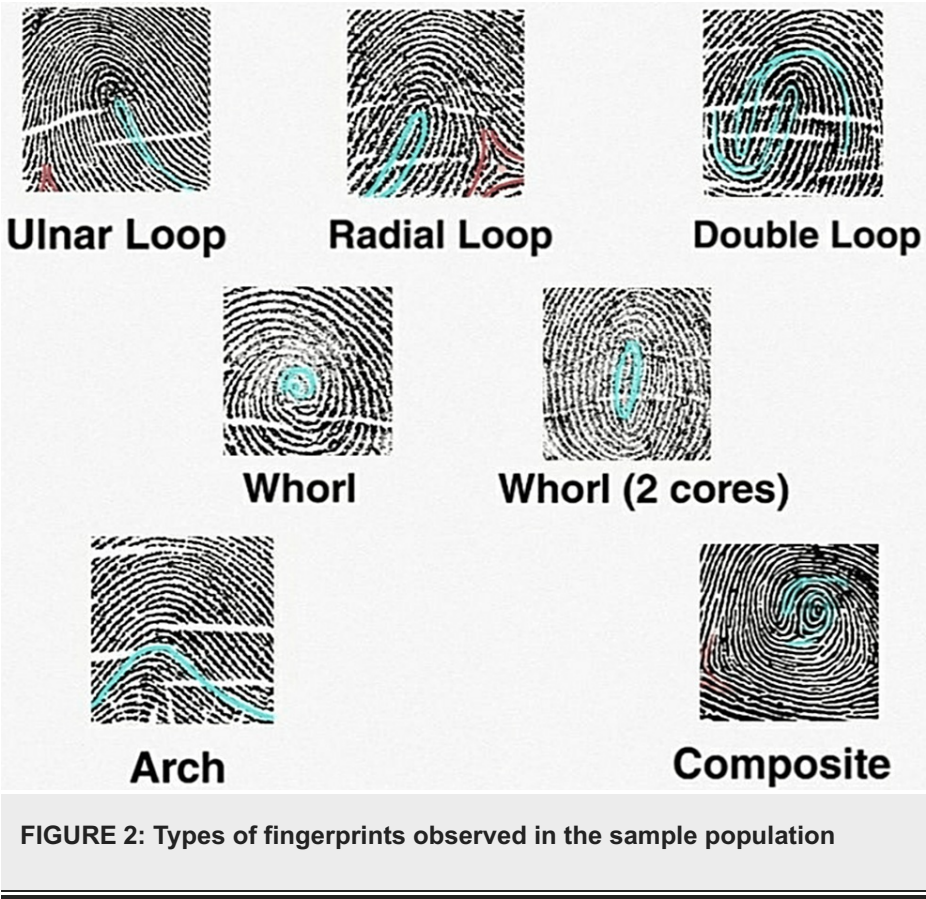 Ulnar Loop
Radial Loop
Double Loop
Whorl
Whorl (2 cores)
Arch
Composite
FIGURE 2: Types of fingerprints observed in the sample population